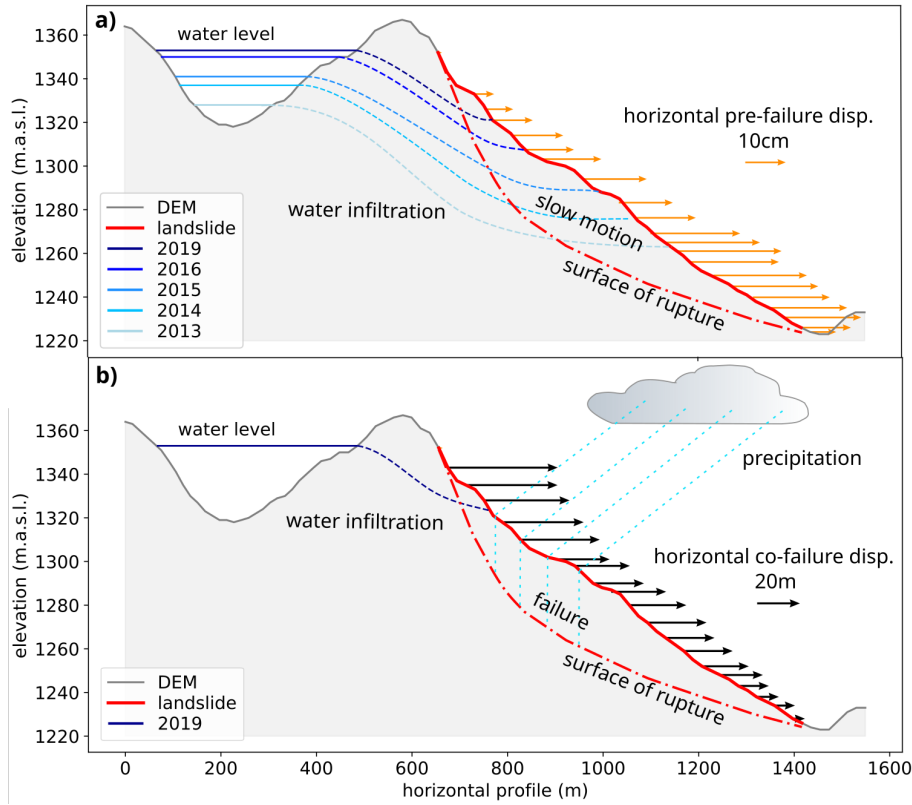 a)
water level
horizontal pre-failure disp.
10cm
water infiltration
slow motion
surface of rupture
DEM
landslide
2019
2016
2015
2014
2013
elevation (m.a.s.l.)
1360
1340
1320
1300
1280
1260
1240
1220
b)
water level
precipitation
water infiltration
horizontal co-failure disp.
20m
failure
surface of rupture
DEM
landslide
2019
elevation (m.a.s.l.)
1360
1340
1320
1300
1280
1260
1240
1220
0 200 400 600 800 1000 1200 1400 1600
horizontal profile (m)